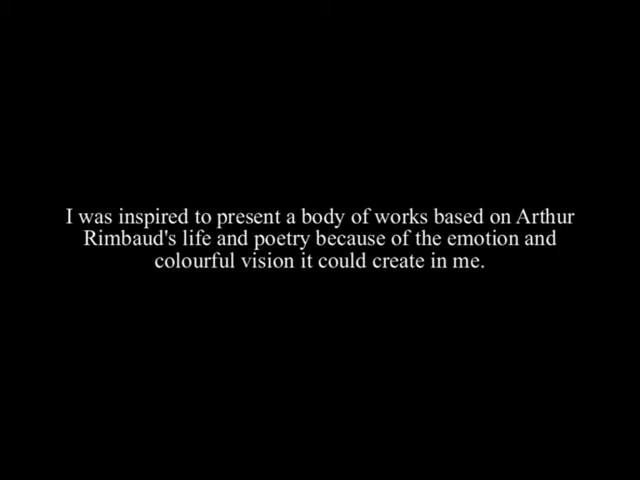 I was inspired to present a body of works based on Arthur
Rimbaud's life and poetry because of the emotion and
colourful vision it could create in me.